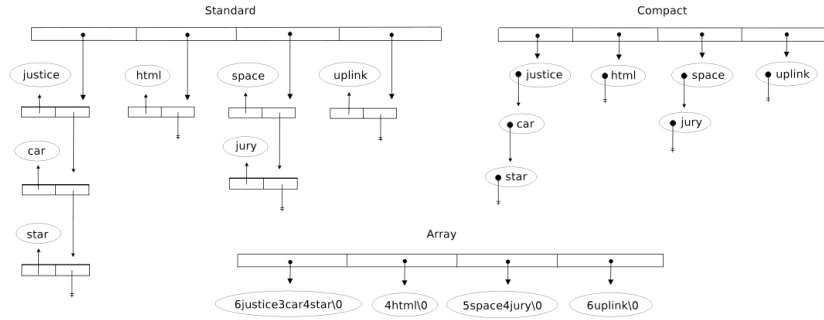 Standard
justice
html
space
uplink
car
jury
star
Compact
justice
html
space
uplink
car
jury
star
Array
6justice3car4star\0
4html\0
5space4jury\0
6uplink\0